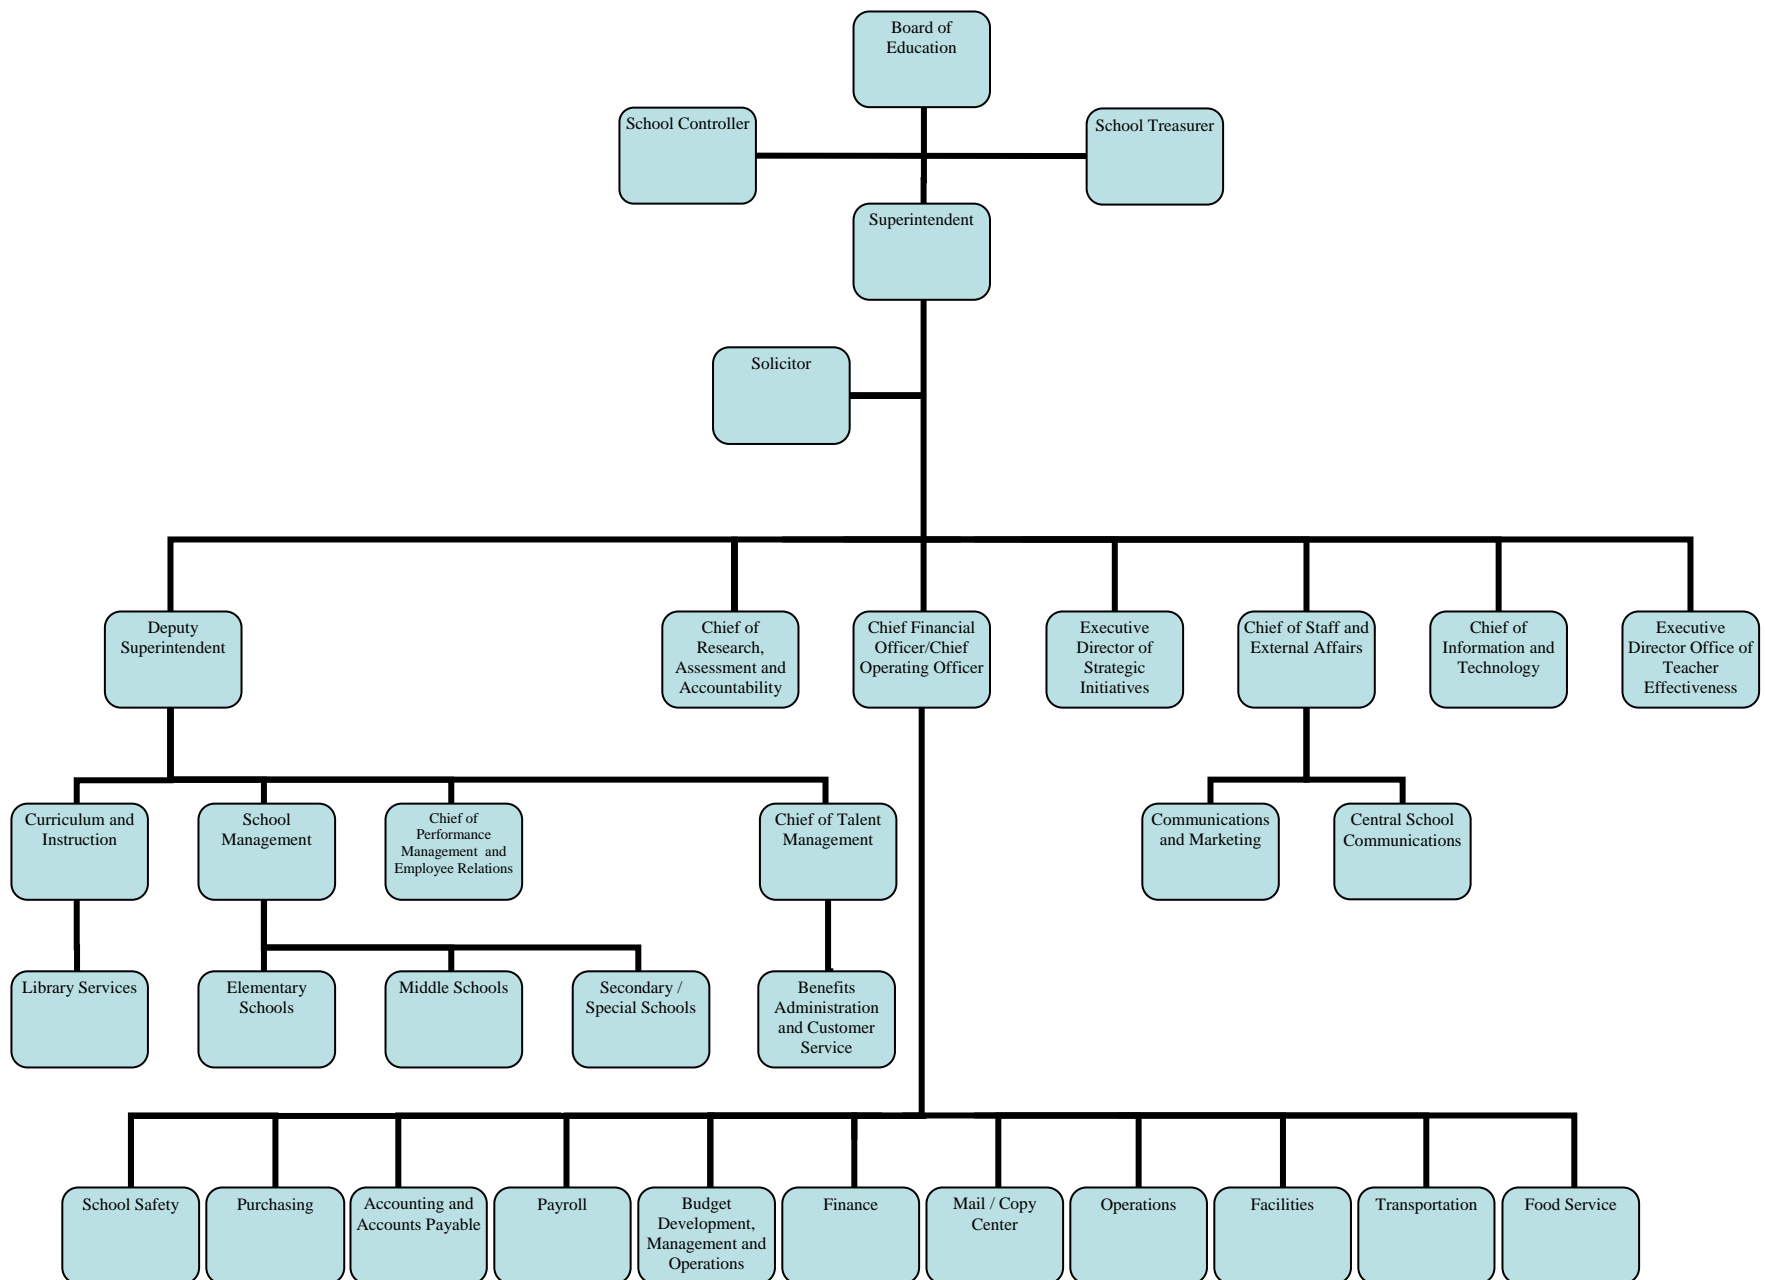 Board of
Education
School Controller
School Treasurer
Superintendent
Solicitor
Deputy
Superintendent
Chief of
Research,
Assessment and
Accountability
Chief Financial
Officer/Chief
Operating Officer
Executive
Director of
Strategic
Initiatives
Chief of Staff and
External Affairs
Chief of
Information and
Technology
Executive
Director Office of
Teacher
Effectiveness
Curriculum and
Instruction
School
Management
Chief of
Performance
Management and
Employee Relations
Chief of Talent
Management
Communications
and Marketing
Central School
Communications
Library Services
Elementary
Schools
Middle Schools
Secondary /
Special Schools
Benefits
Administration
and Customer
Service
School Safety
Purchasing
Accounting and
Accounts Payable
Payroll
Budget
Development,
Management and
Operations
Finance
Mail / Copy
Center
Operations
Facilities
Transportation
Food Service